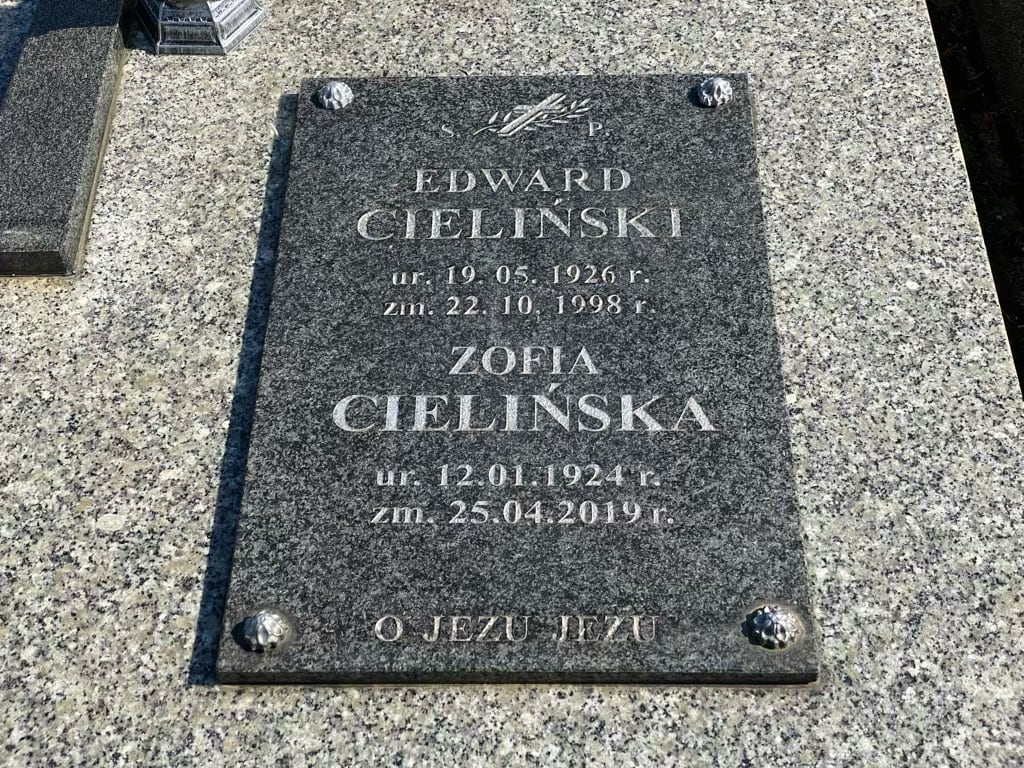 S. P.
EDWARD
CIELIŃSKI
ur. 19. 05. 1926 r.
zm. 22. 10. 1998 r.
ZOFIA
CIELIŃSKA
ur. 12.01.1924 r.
zm. 25.04.2019 r.
O JEZU JEZU